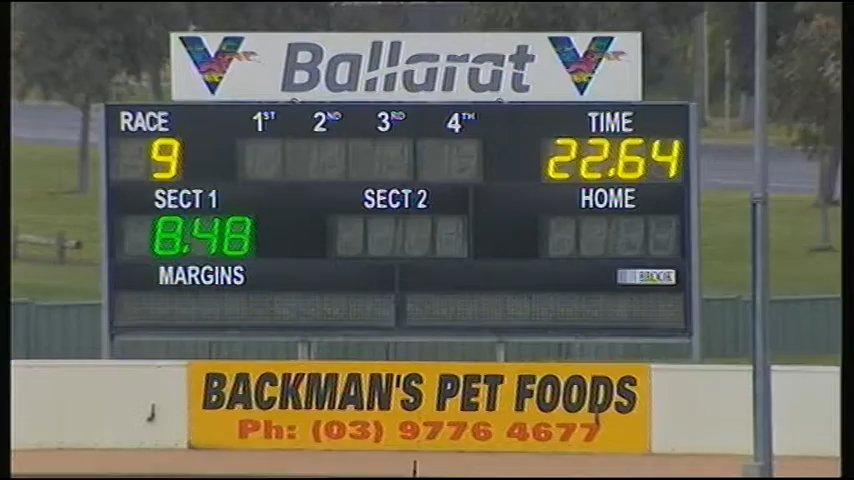 V Ballarat V
RACE 1ST 2ND 3RD 4TH TIME
9 22.64
SECT 1 SECT 2 HOME
8.48
MARGINS BROOK
BACKMAN'S PET FOODS
Ph: (03) 9776 4677